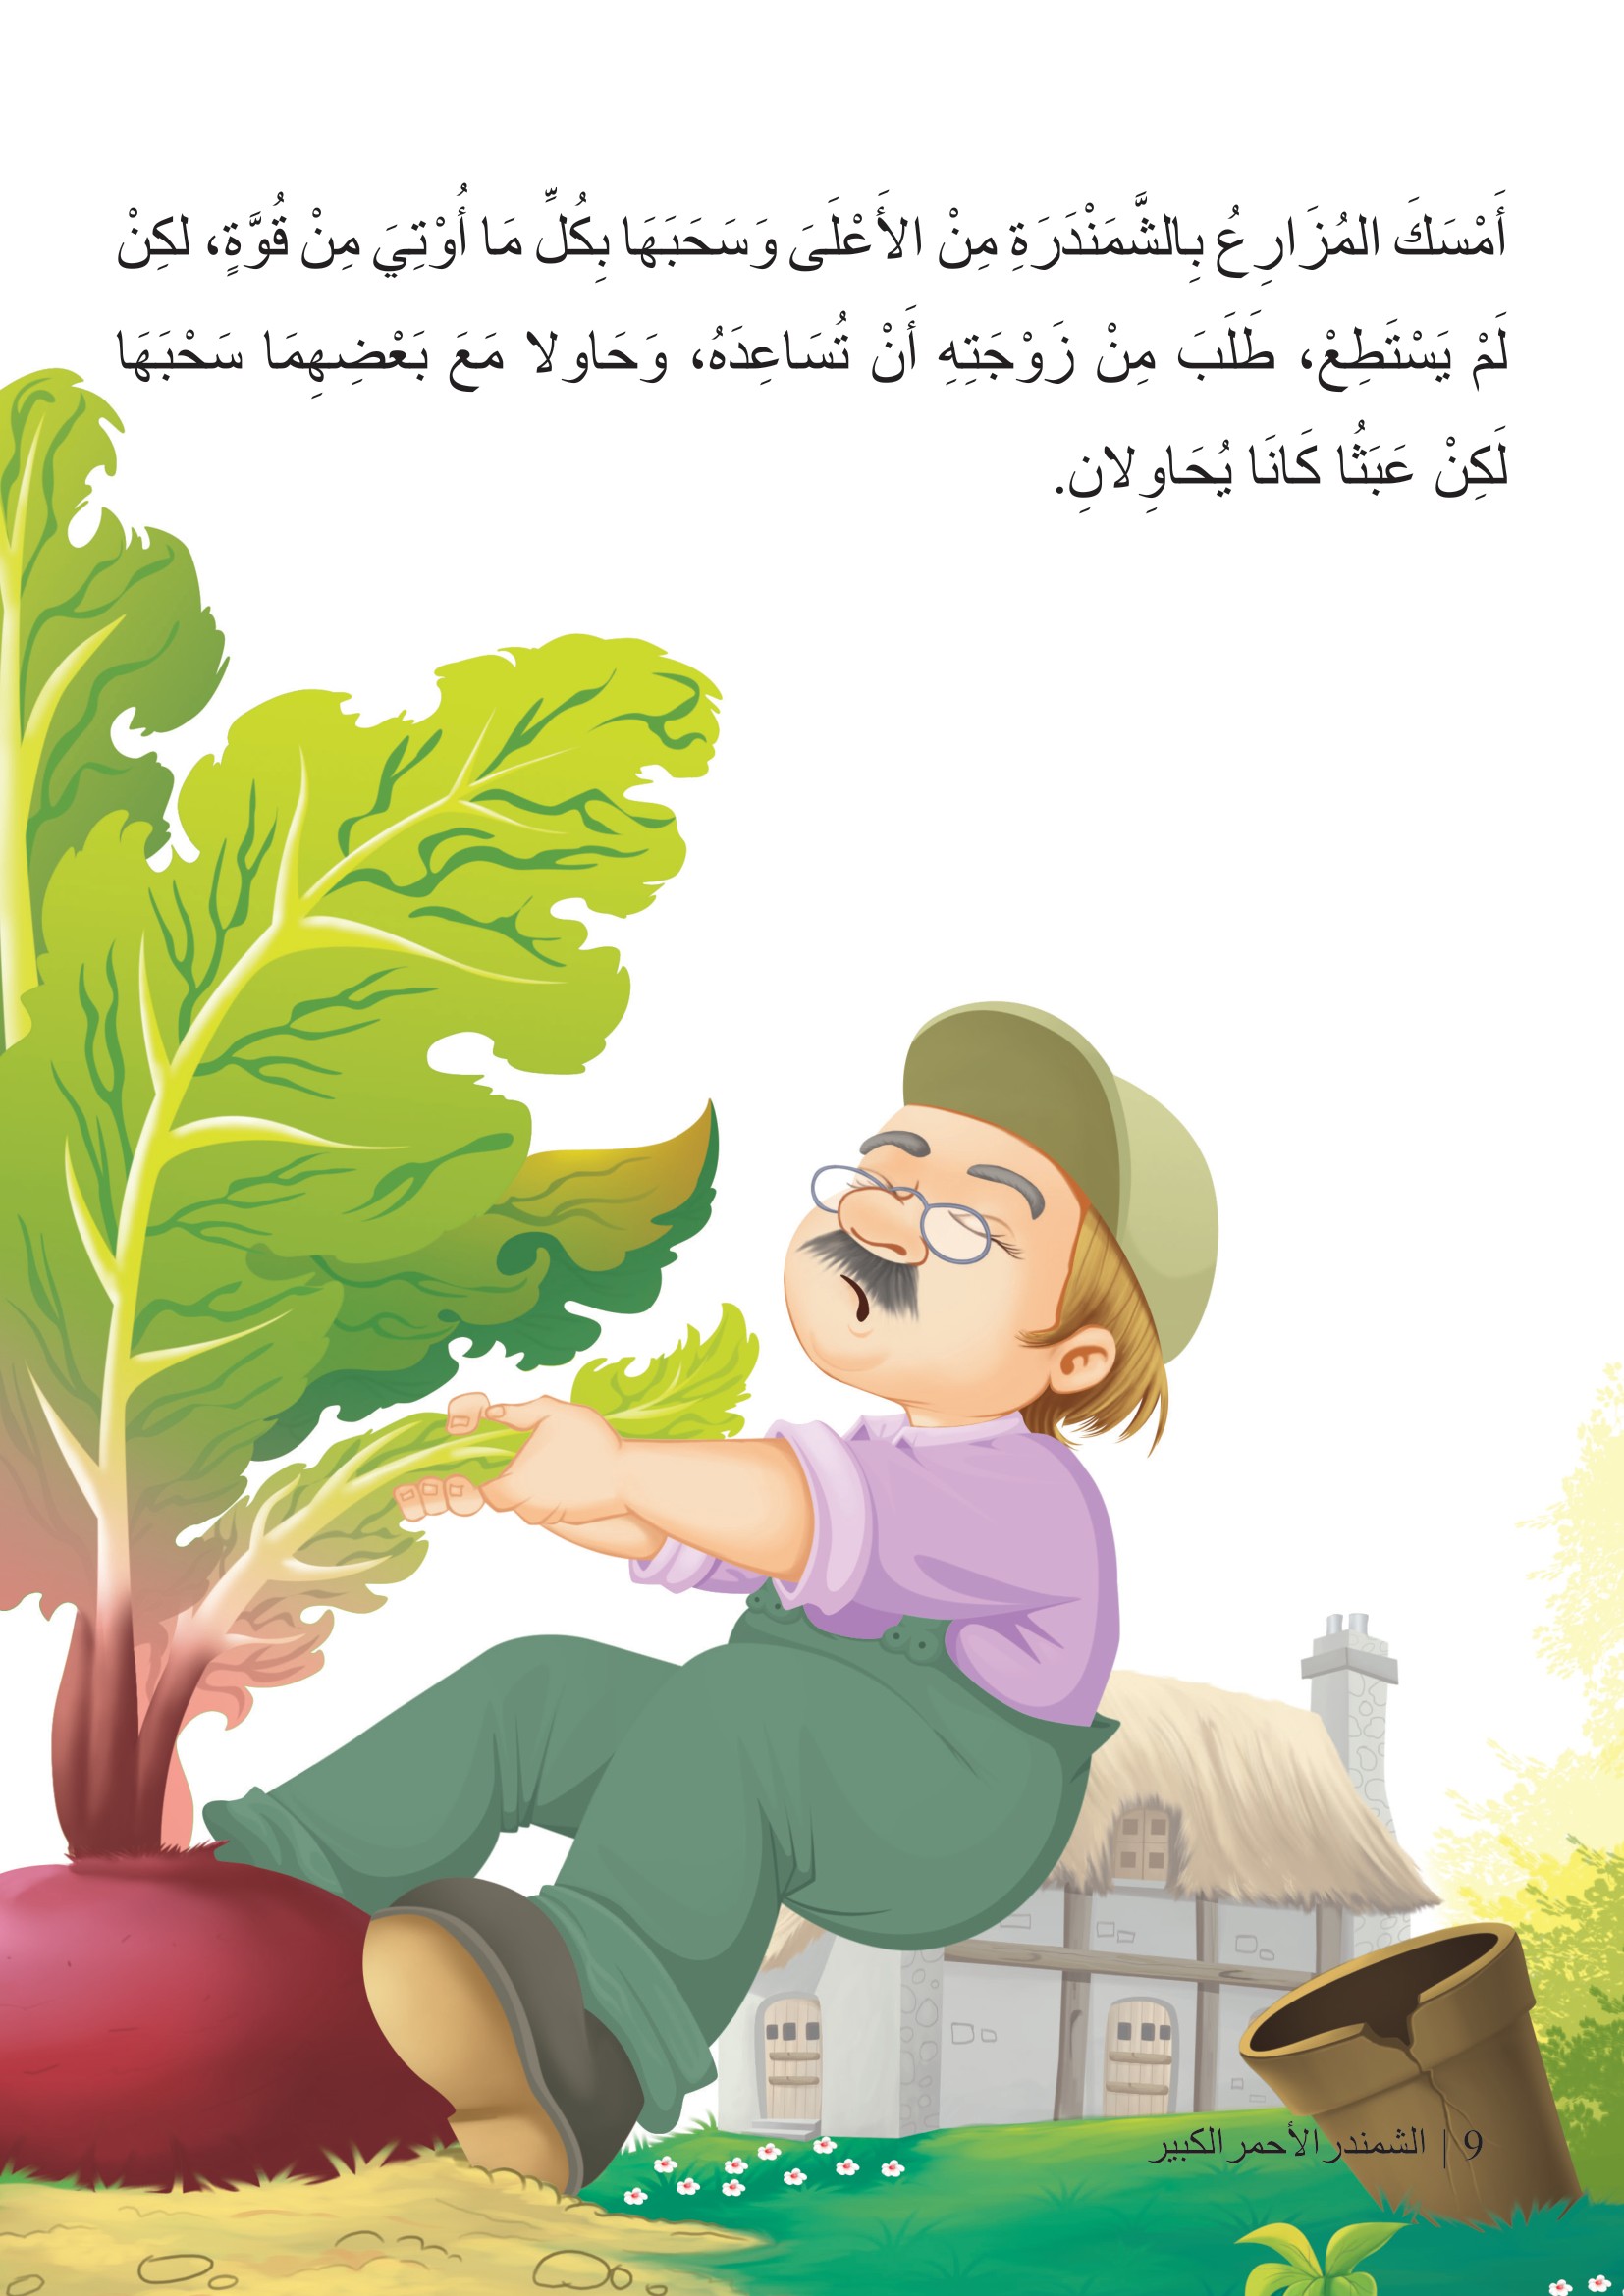 أَمْسَكَ المُزَارِعُ بِالشَّمَنْدَرَةِ مِنْ الأَعْلَىَ وَسَحَبَهَا بِكُلِّ مَا أُوْتِيَ مِنْ قُوَّةٍ، لكِنْ
لَمْ يَسْتَطِعْ، طَلَبَ مِنْ زَوْجَتِهِ أَنْ تُسَاعِدَهُ، وَحَاولا مَعَ بَعْضِهِمَا سَحْبَهَا
لَكِنْ عَبَثُا كَانَا يُحَاوِلانِ.
9 | الشمندر الأحمر الكبير